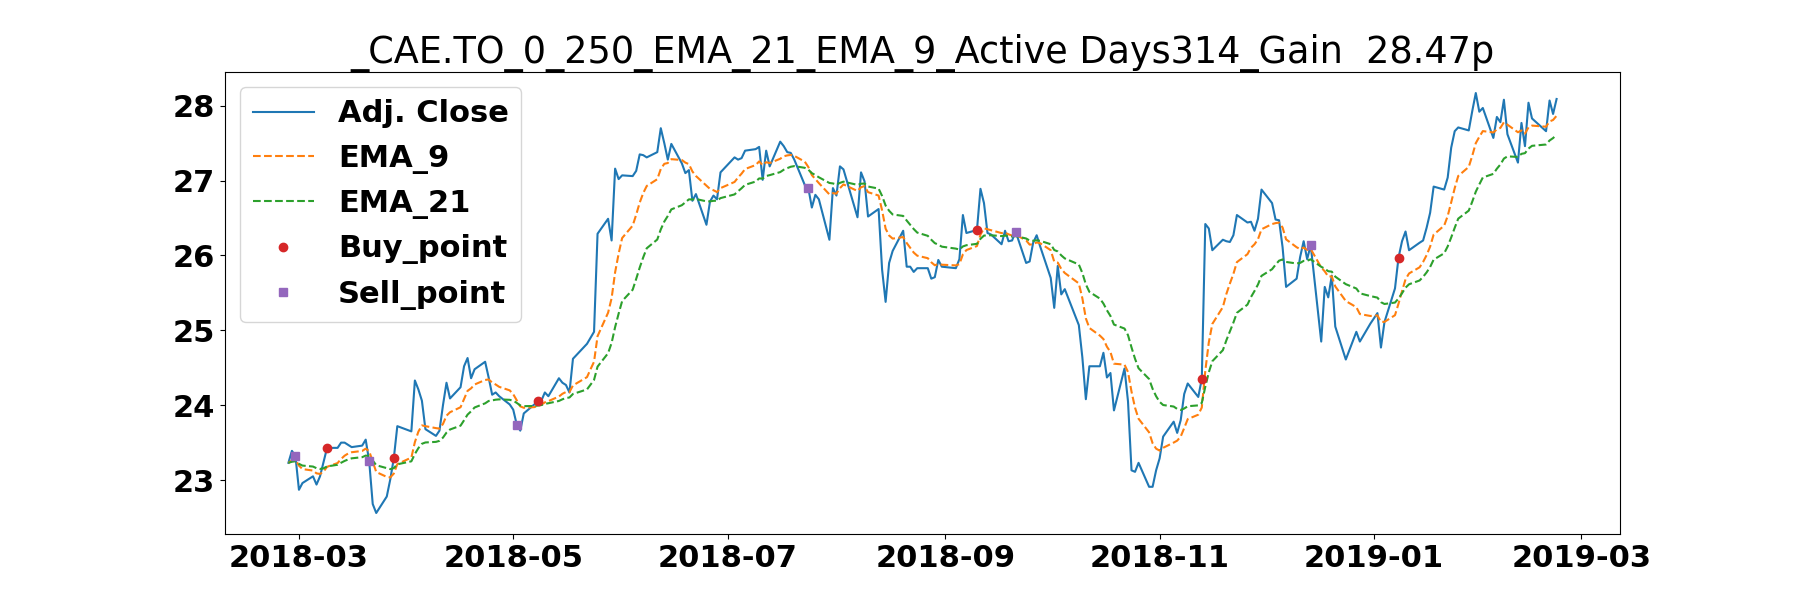 _CAE.TO_0_250_EMA_21_EMA_9_Active Days314_Gain  28.47p
Adj. Close
EMA_9
EMA_21
Buy_point
Sell_point
28
27
26
25
24
23
2018-03 2018-05 2018-07 2018-09 2018-11 2019-01 2019-03